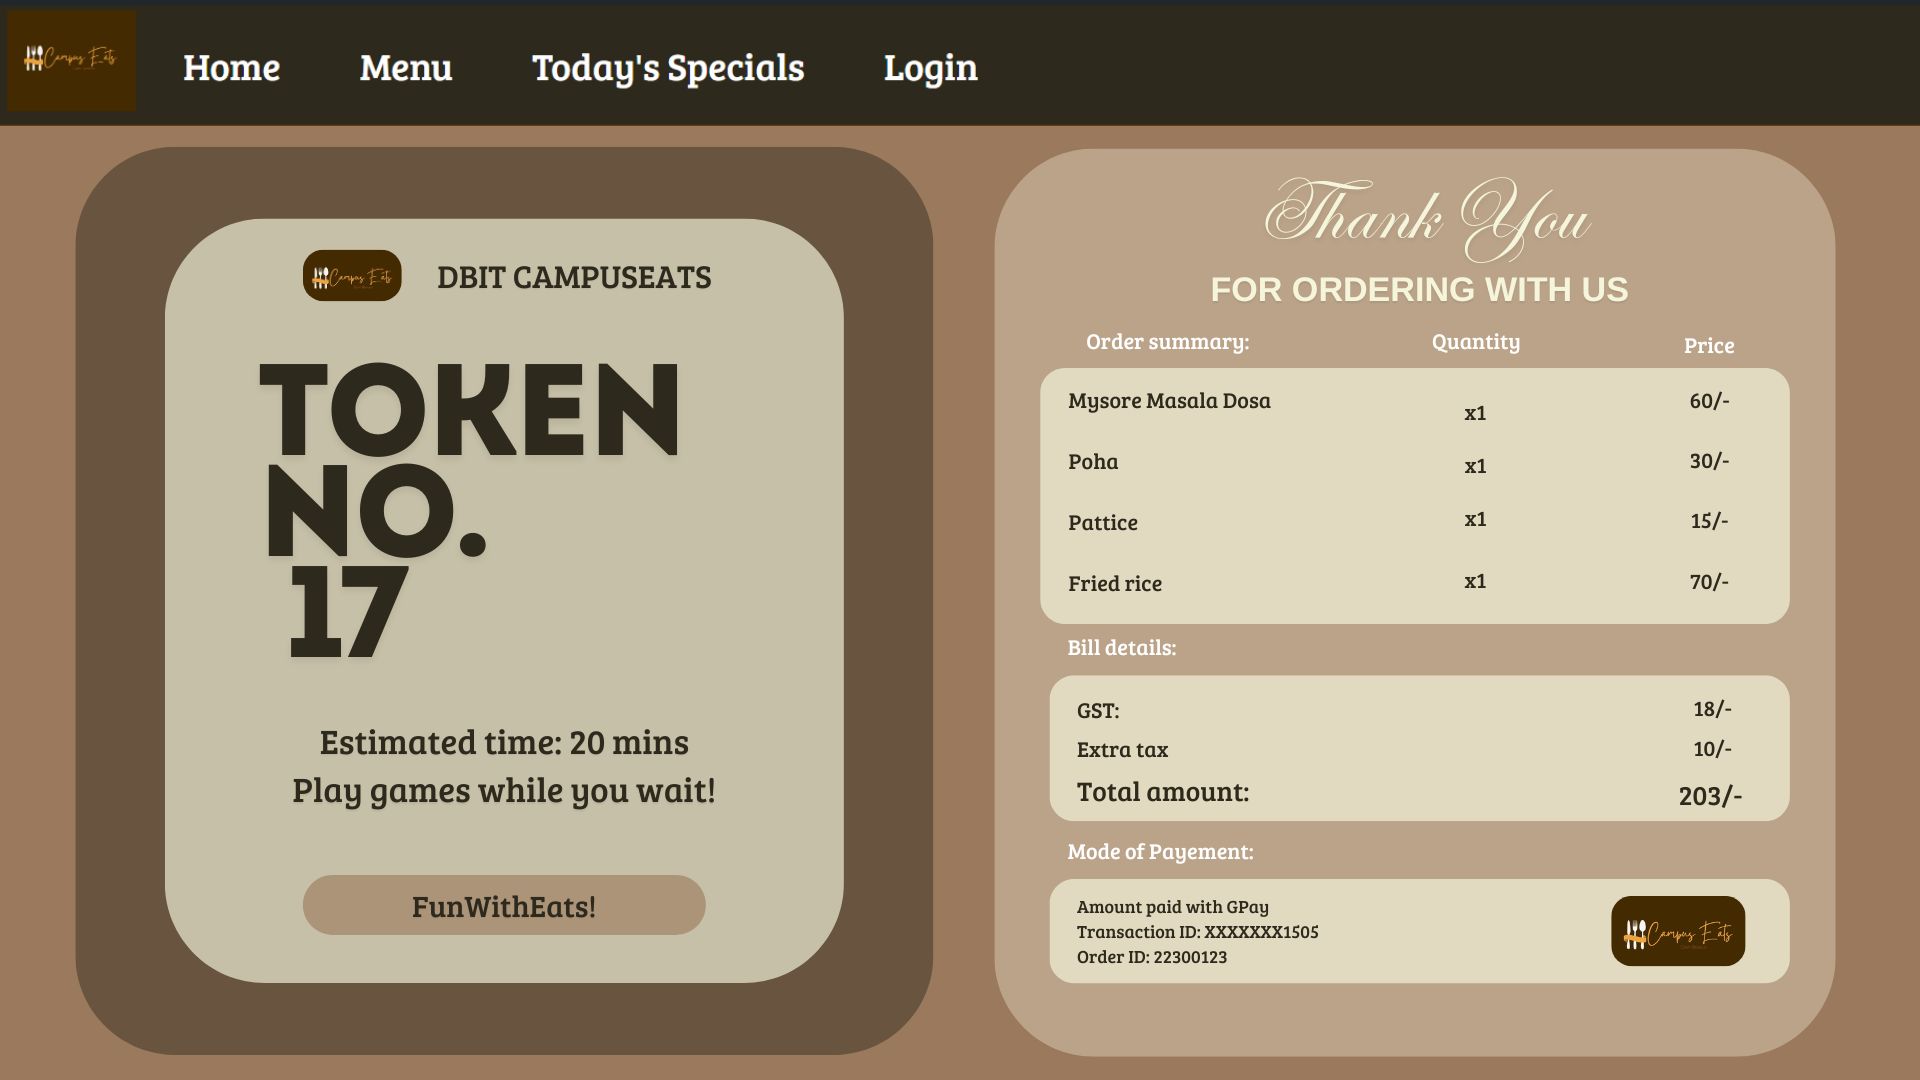 Campus Eats
Home Menu Today's Specials Login
DBIT CAMPUSEATS
Campus Eats
TOKEN
NO.
17
Estimated time: 20 mins
Play games while you wait!
FunWithEats!
Thank You
FOR ORDERING WITH US
Order summary: Quantity Price
Mysore Masala Dosa x1 60/-
Poha x1 30/-
Pattice x1 15/-
Fried rice x1 70/-
Bill details:
GST: 18/-
Extra tax 10/-
Total amount: 203/-
Mode of Payement:
Amount paid with GPay
Transaction ID: XXXXXXX1505
Order ID: 22300123
Campus Eats